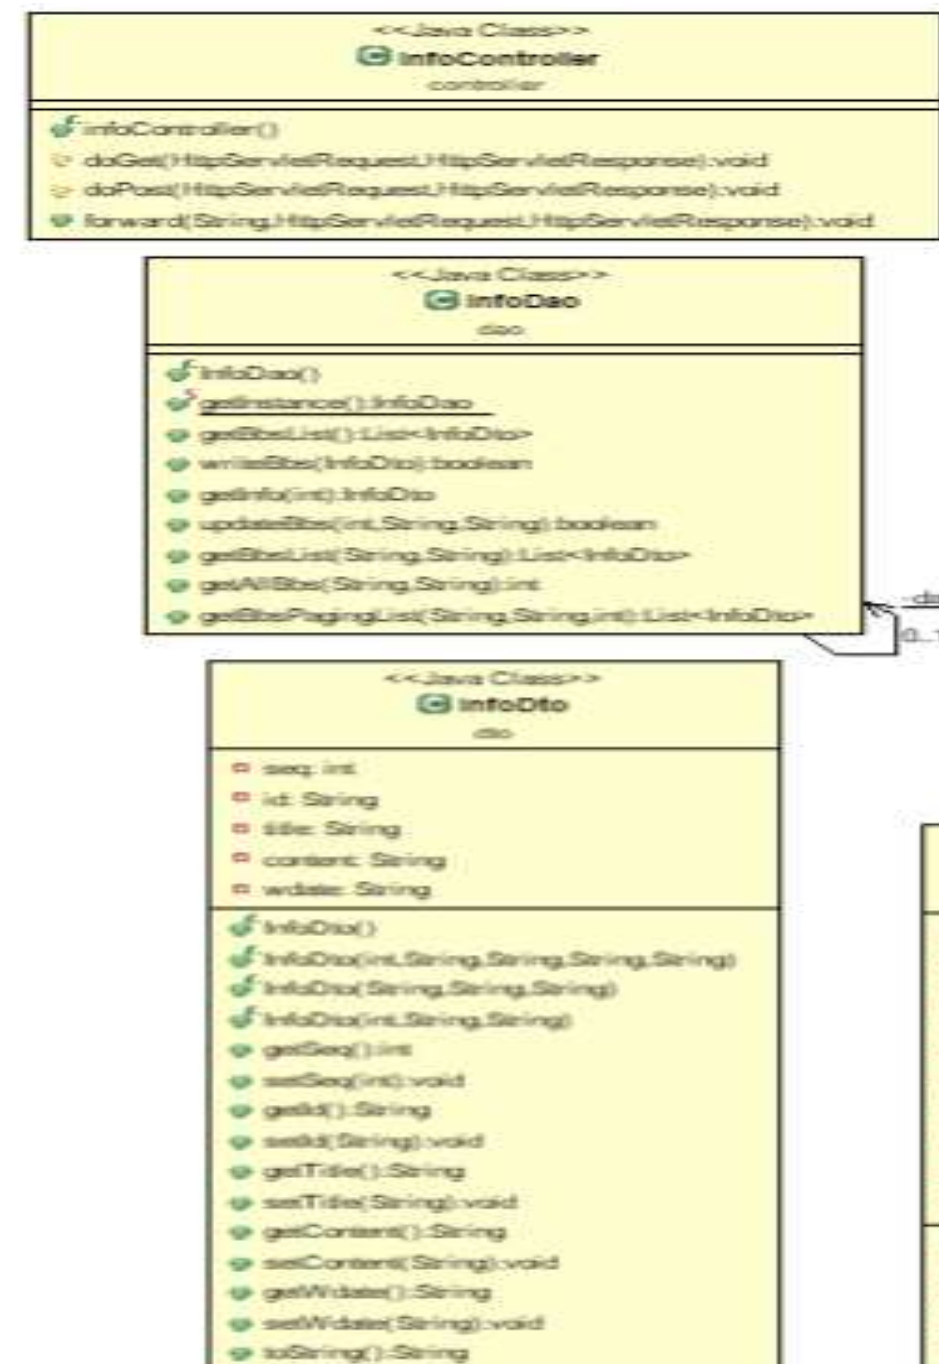 <<Java Class>>
InfoController
controller
infoController()
doGet(HttpServletRequest,HttpServletResponse):void
doPost(HttpServletRequest,HttpServletResponse):void
forward(String,HttpServletRequest,HttpServletResponse):void
<<Java Class>>
InfoDao
dao
InfoDao()
getInstance():InfoDao
getBbsList():List<InfoDto>
writeBbs(InfoDto):boolean
getInfo(int):InfoDto
updateBbs(int,String,String):boolean
getBbsList(String,String):List<InfoDto>
getAllBbs(String,String):int
getBbsPagingList(String,String,int):List<InfoDto>
0..1
<<Java Class>>
InfoDto
dto
seq: int
id: String
title: String
content: String
wdate: String
InfoDto()
InfoDto(int,String,String,String,String)
InfoDto(String,String,String)
InfoDto(int,String,String)
getSeq():int
setSeq(int):void
getId():String
setId(String):void
getTitle():String
setTitle(String):void
getContent():String
setContent(String):void
getWdate():String
setWdate(String):void
toString():String